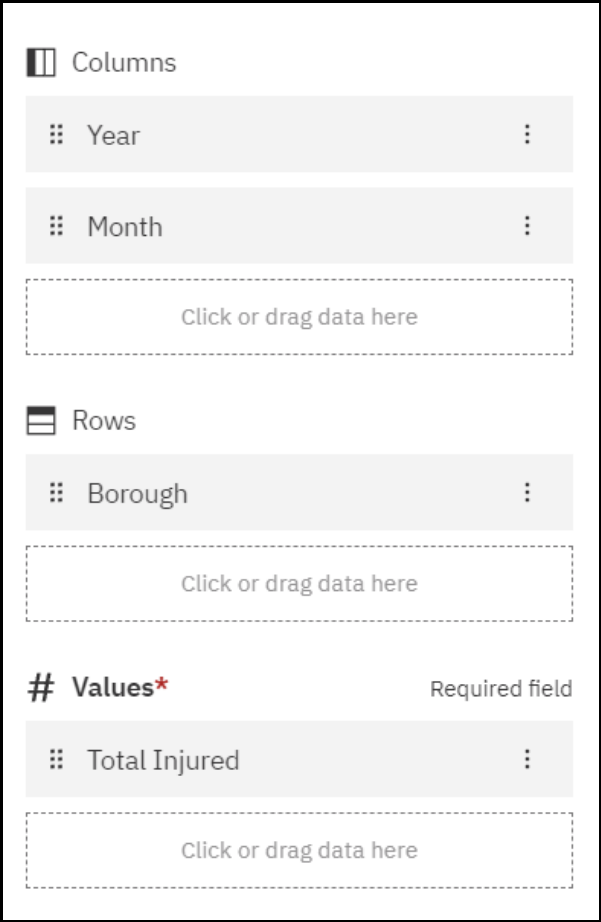 Columns
Year
Month
Click or drag data here
Rows
Borough
Click or drag data here
Values* Required field
Total Injured
Click or drag data here